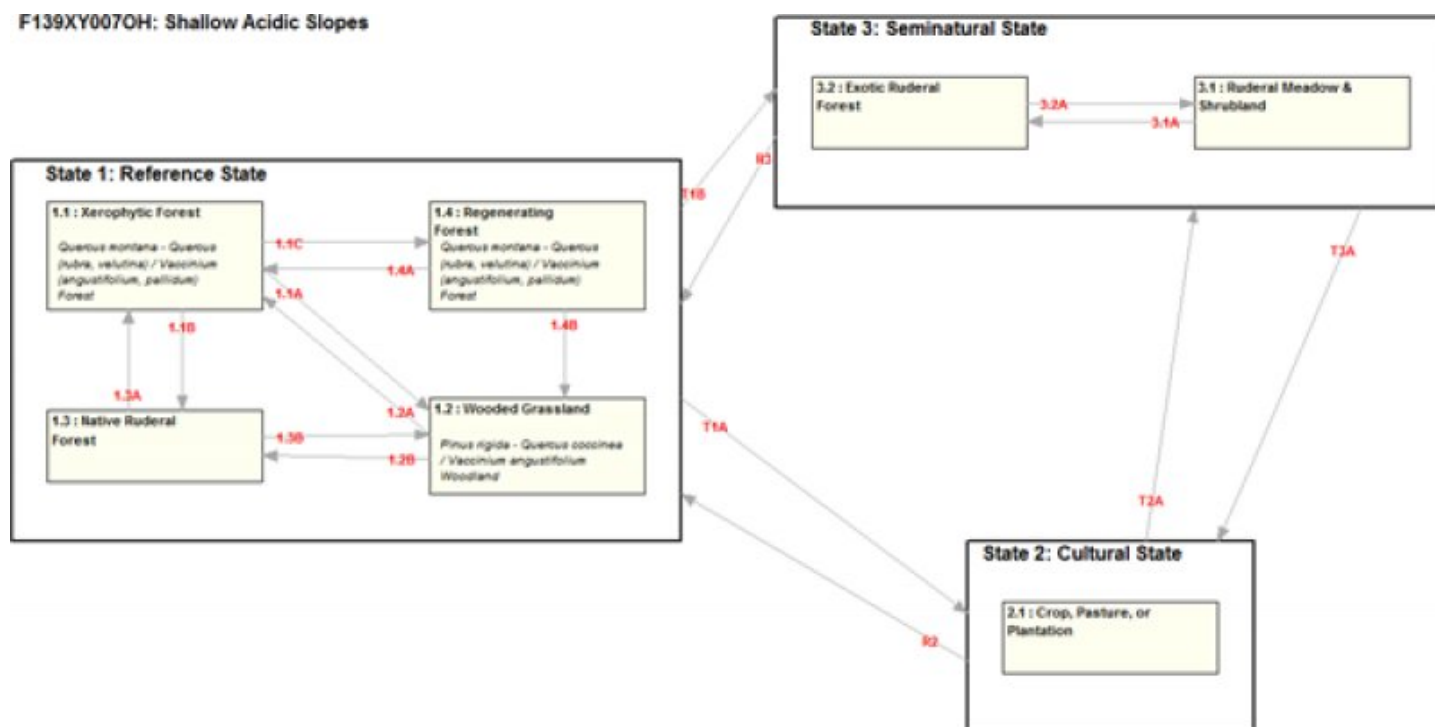 F139XY007OH: Shallow Acidic Slopes
State 3: Seminatural State
3.2 : Exotic Ruderal
Forest
3.2A
3.1A
3.1 : Ruderal Meadow &
Shrubland
State 1: Reference State
1.1 : Xerophytic Forest
Quercus montana - Quercus
(rubra, velutina) / Vaccinium
(angustifolium, pallidum)
Forest
1.1C
1.4A
1.4 : Regenerating
Forest
Quercus montana - Quercus
(rubra, velutina) / Vaccinium
(angustifolium, pallidum)
Forest
1.1A
1.1B
1.4B
1.3A
1.2A
1.3 : Native Ruderal
Forest
1.3B
1.2B
1.2 : Wooded Grassland
Pinus rigida - Quercus coccinea
/ Vaccinium angustifolium
Woodland
T1B
R3
T3A
T1A
T2A
R2
State 2: Cultural State
2.1 : Crop, Pasture, or
Plantation